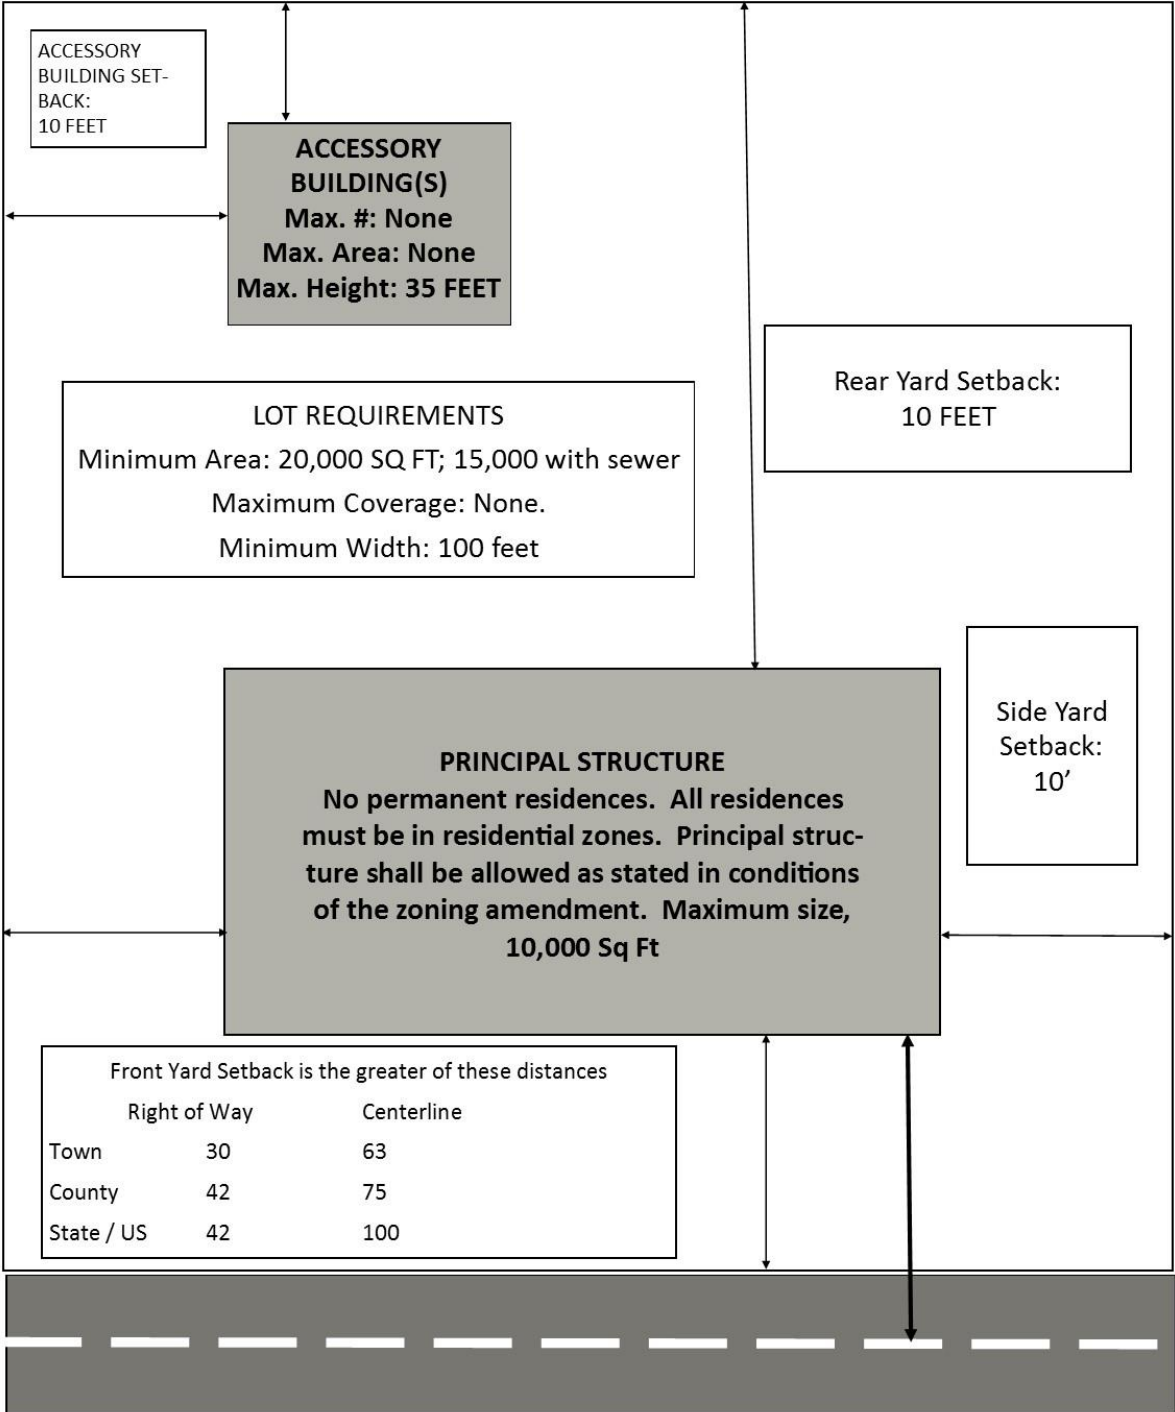 ACCESSORY
BUILDING SET-
BACK:
10 FEET
ACCESSORY
BUILDING(S)
Max. #: None
Max. Area: None
Max. Height: 35 FEET
Rear Yard Setback:
10 FEET
LOT REQUIREMENTS
Minimum Area: 20,000 SQ FT; 15,000 with sewer
Maximum Coverage: None.
Minimum Width: 100 feet
Side Yard
Setback:
10’
PRINCIPAL STRUCTURE
No permanent residences.  All residences
must be in residential zones.  Principal struc-
ture shall be allowed as stated in conditions
of the zoning amendment.  Maximum size,
10,000 Sq Ft
Front Yard Setback is the greater of these distances
Right of Way Centerline
Town 30 63
County 42 75
State / US 42 100